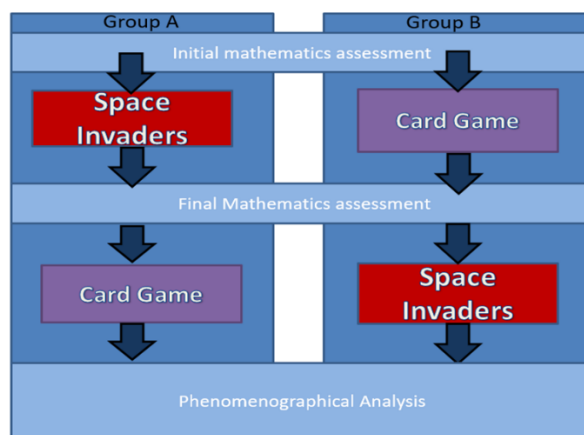 Group A
Group B
Initial mathematics assessment
Space
Invaders
Card Game
Final Mathematics assessment
Card Game
Space
Invaders
Phenomenographical Analysis